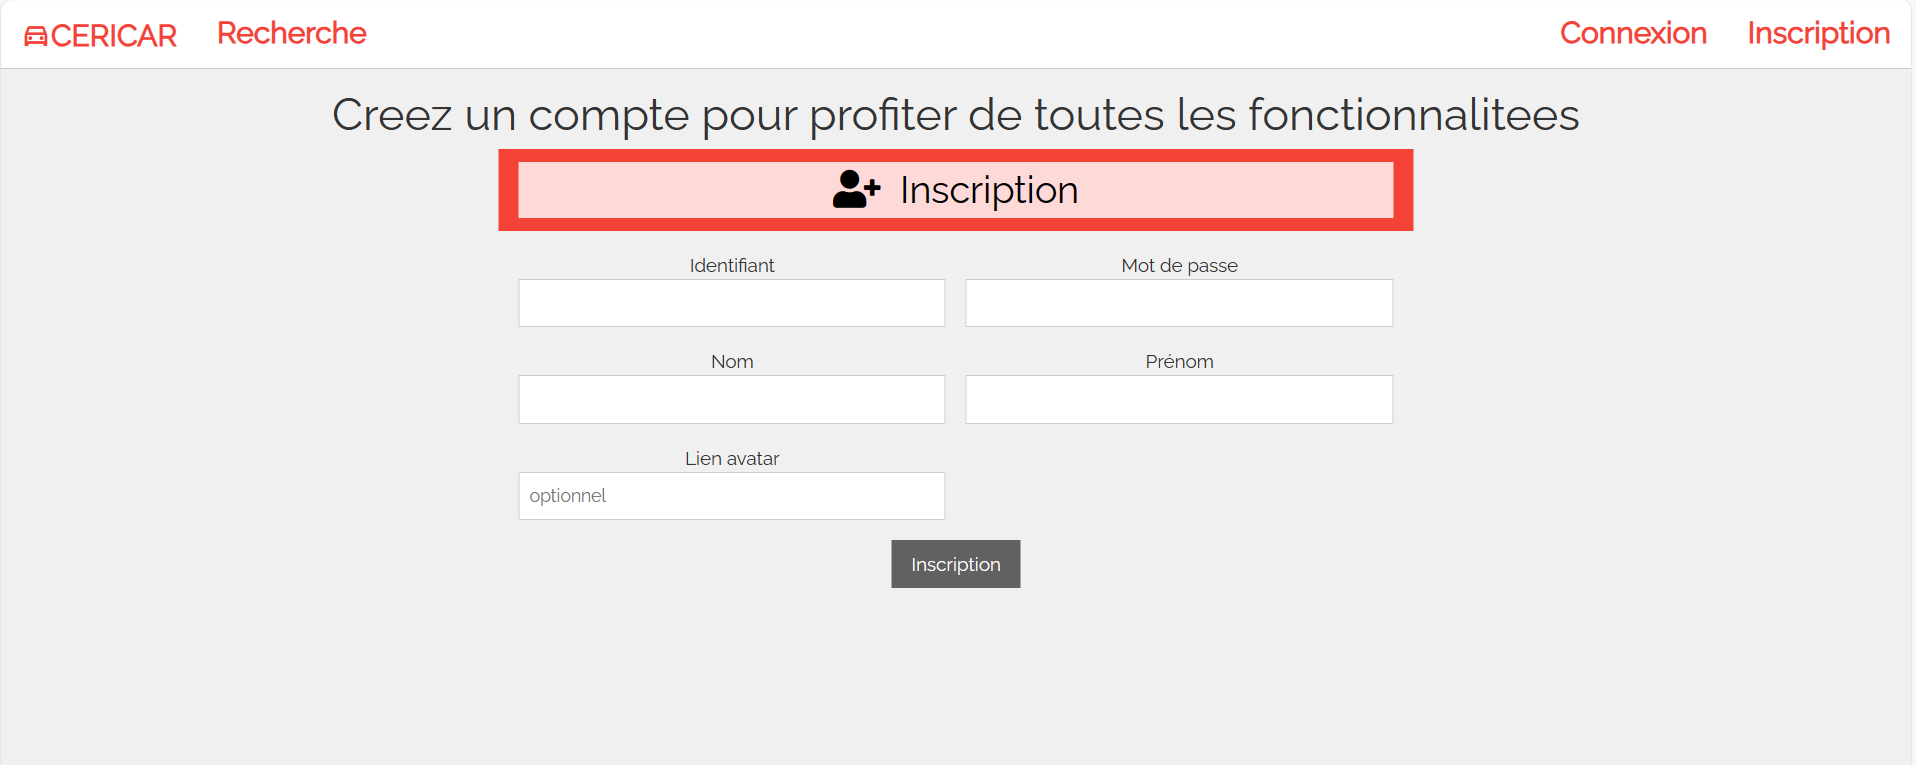 CERICAR Recherche Connexion Inscription
Creez un compte pour profiter de toutes les fonctionnalitees
Inscription
Identifiant Mot de passe
Nom Prénom
Lien avatar
optionnel
Inscription